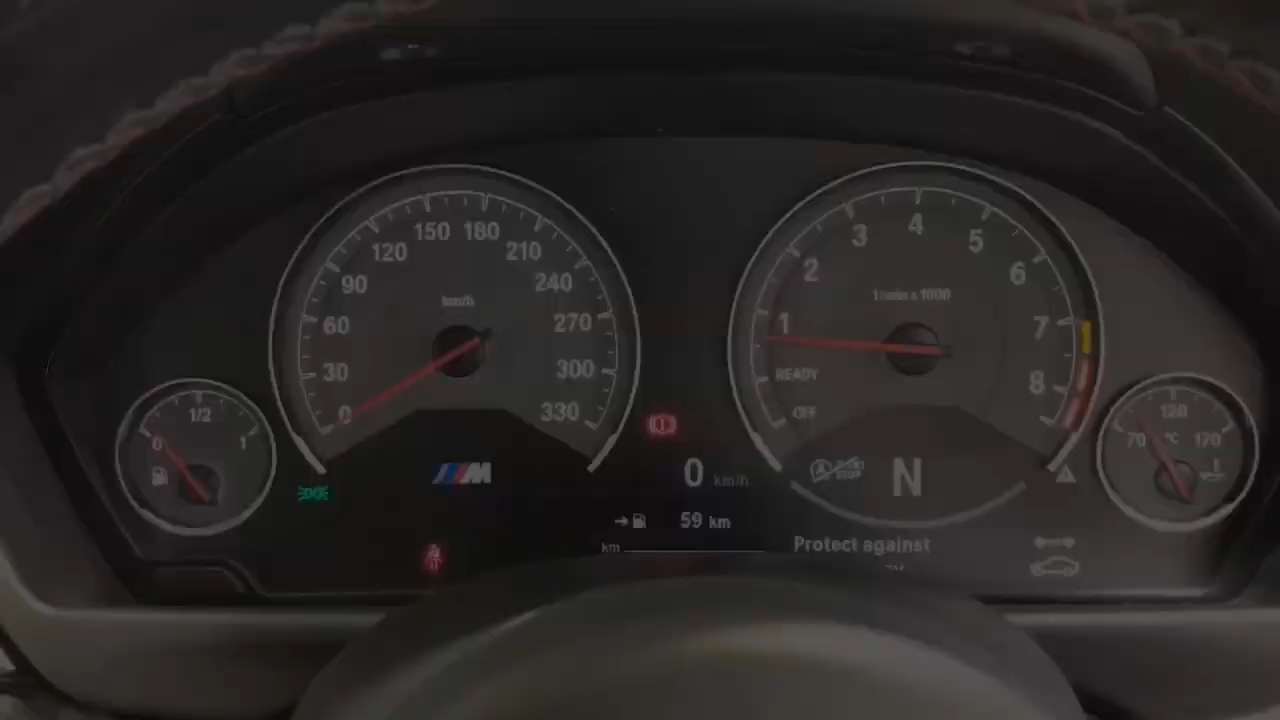 150 180
120 210
90 240
km/h
60 270
30 300
0 330
3 4 5
2 6
1/min x 1000
1 7
READY 8
OFF
1/2
0 1
120
70 °C 170
M
0 km/h
N
59 km
km
Protect against